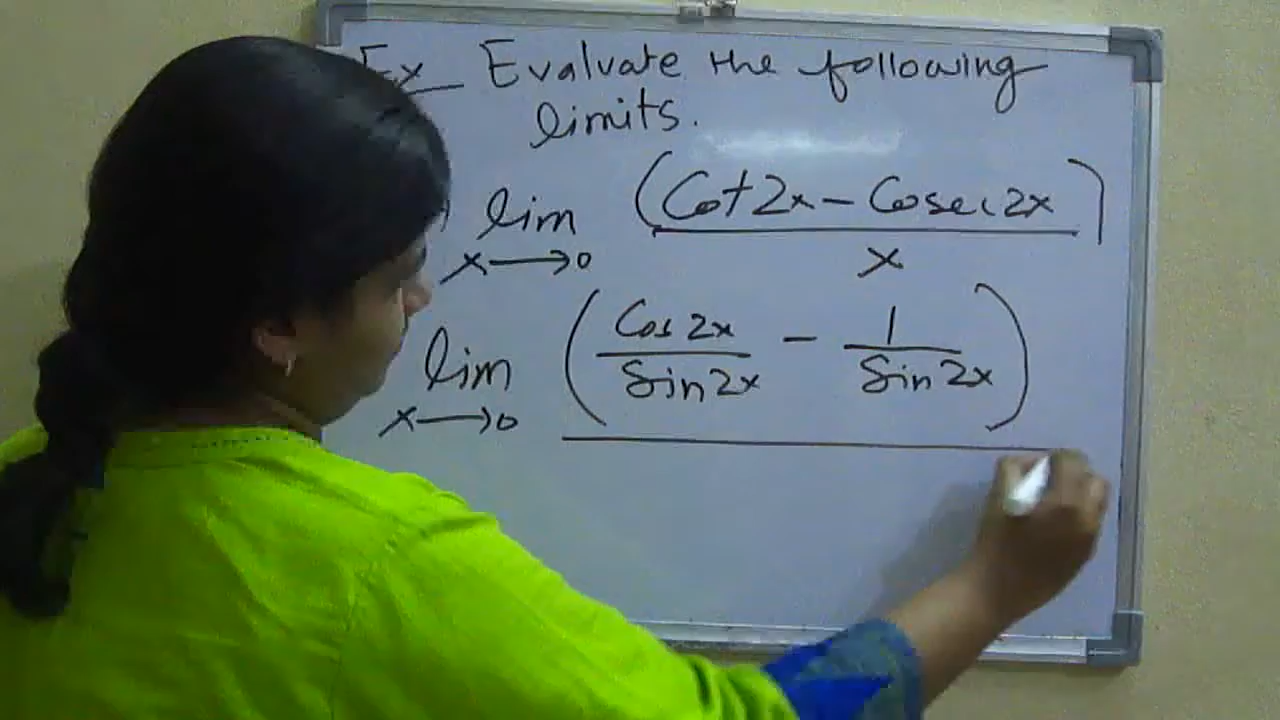 Ex Evaluate the following
limits.
) lim x→0 (Cot2x - Cosec2x) / x
lim x→0 (Cos2x / Sin2x - 1 / Sin2x)